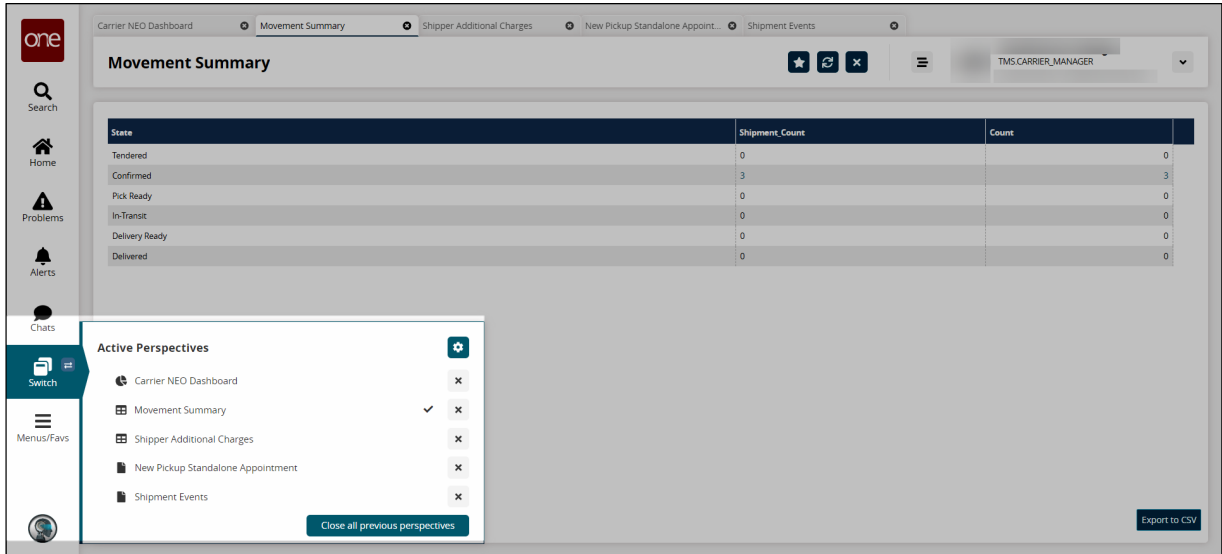 Carrier NEO Dashboard
Movement Summary
Shipper Additional Charges
New Pickup Standalone Appoint...
Shipment Events
one
Movement Summary
TMS.CARRIER_MANAGER
Search
Home
Problems
Alerts
Chats
Switch
Menus/Favs
State Shipment_Count Count
Tendered 0 0
Confirmed 3 3
Pick Ready 0 0
In-Transit 0 0
Delivery Ready 0 0
Delivered 0 0
Active Perspectives
Carrier NEO Dashboard
Movement Summary
Shipper Additional Charges
New Pickup Standalone Appointment
Shipment Events
Close all previous perspectives
Export to CSV